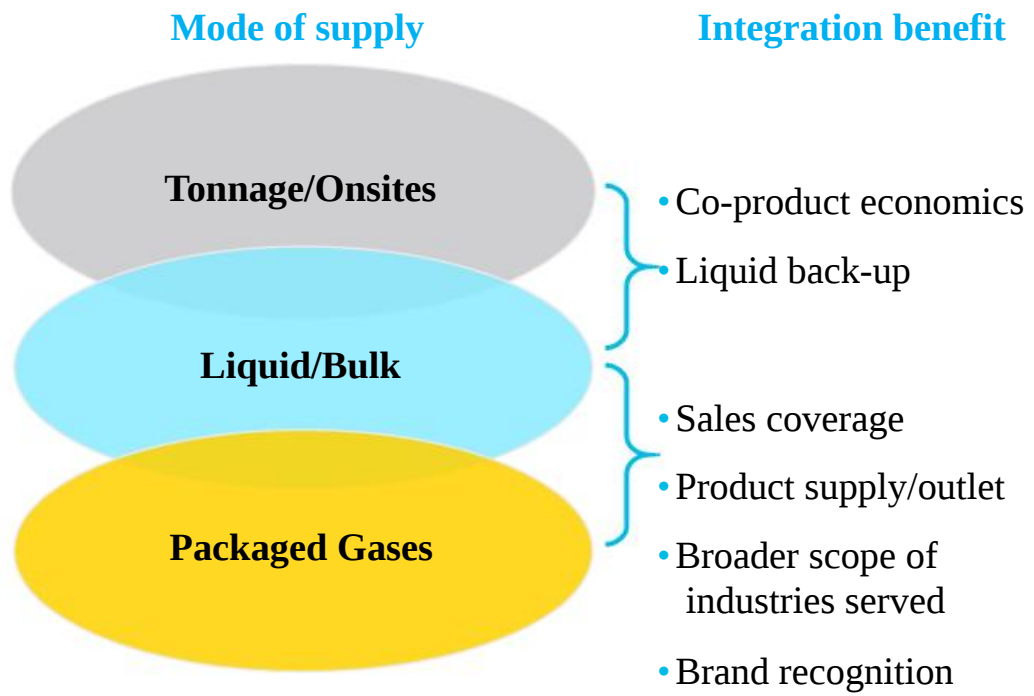 Mode of supply
Integration benefit
Tonnage/Onsites
• Co-product economics
• Liquid back-up
Liquid/Bulk
• Sales coverage
• Product supply/outlet
Packaged Gases
• Broader scope of
industries served
• Brand recognition